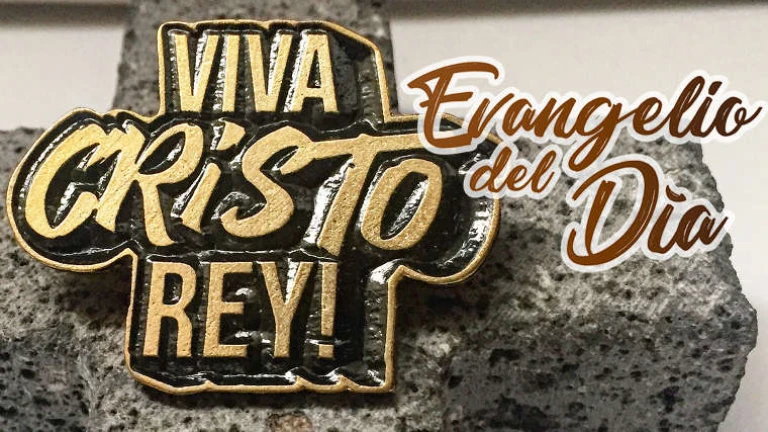 VIVA
CRiSTO
REY!
Evangelio
del Día